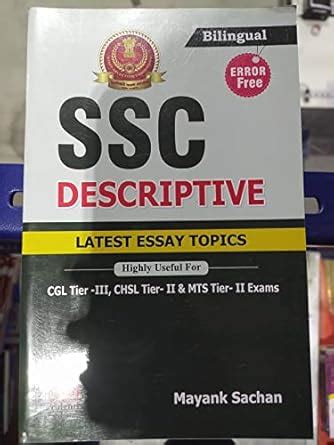 Bilingual
ERROR
Free
SSC
DESCRIPTIVE
LATEST ESSAY TOPICS
Highly Useful For
CGL Tier -III, CHSL Tier- II & MTS Tier- II Exams
Mayank Sachan